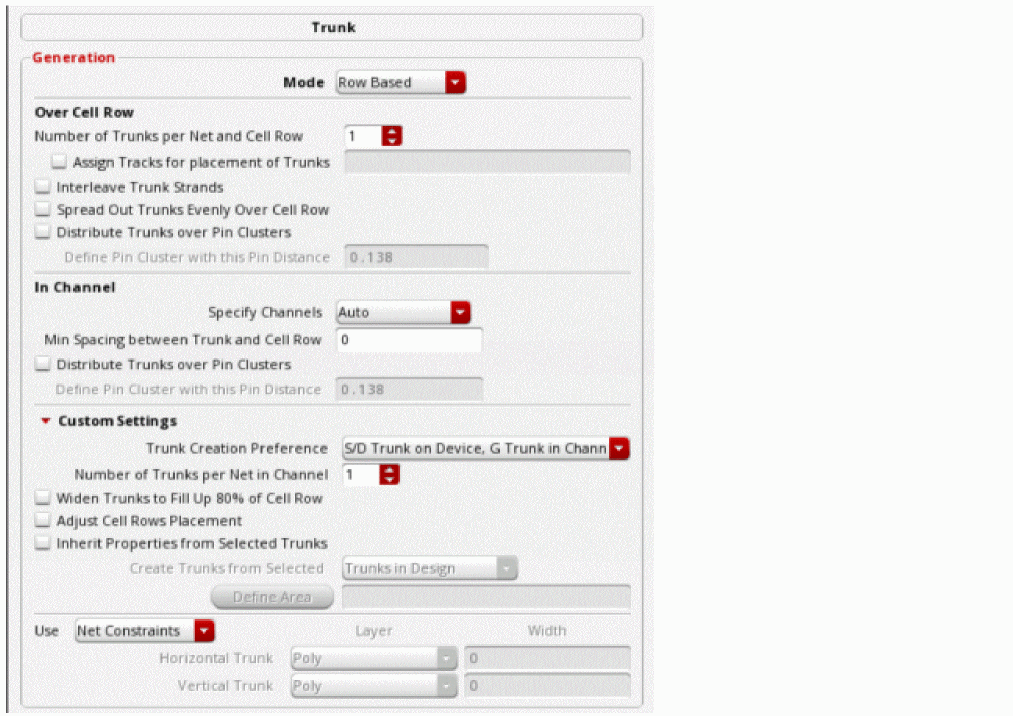 Trunk
Generation
Mode Row Based
Over Cell Row
Number of Trunks per Net and Cell Row 1
Assign Tracks for placement of Trunks
Interleave Trunk Strands
Spread Out Trunks Evenly Over Cell Row
Distribute Trunks over Pin Clusters
Define Pin Cluster with this Pin Distance 0.138
In Channel
Specify Channels Auto
Min Spacing between Trunk and Cell Row 0
Distribute Trunks over Pin Clusters
Define Pin Cluster with this Pin Distance 0.138
Custom Settings
Trunk Creation Preference S/D Trunk on Device, G Trunk in Chann
Number of Trunks per Net in Channel 1
Widen Trunks to Fill Up 80% of Cell Row
Adjust Cell Rows Placement
Inherit Properties from Selected Trunks
Create Trunks from Selected Trunks in Design
Define Area
Use Net Constraints Layer Width
Horizontal Trunk Poly 0
Vertical Trunk Poly 0